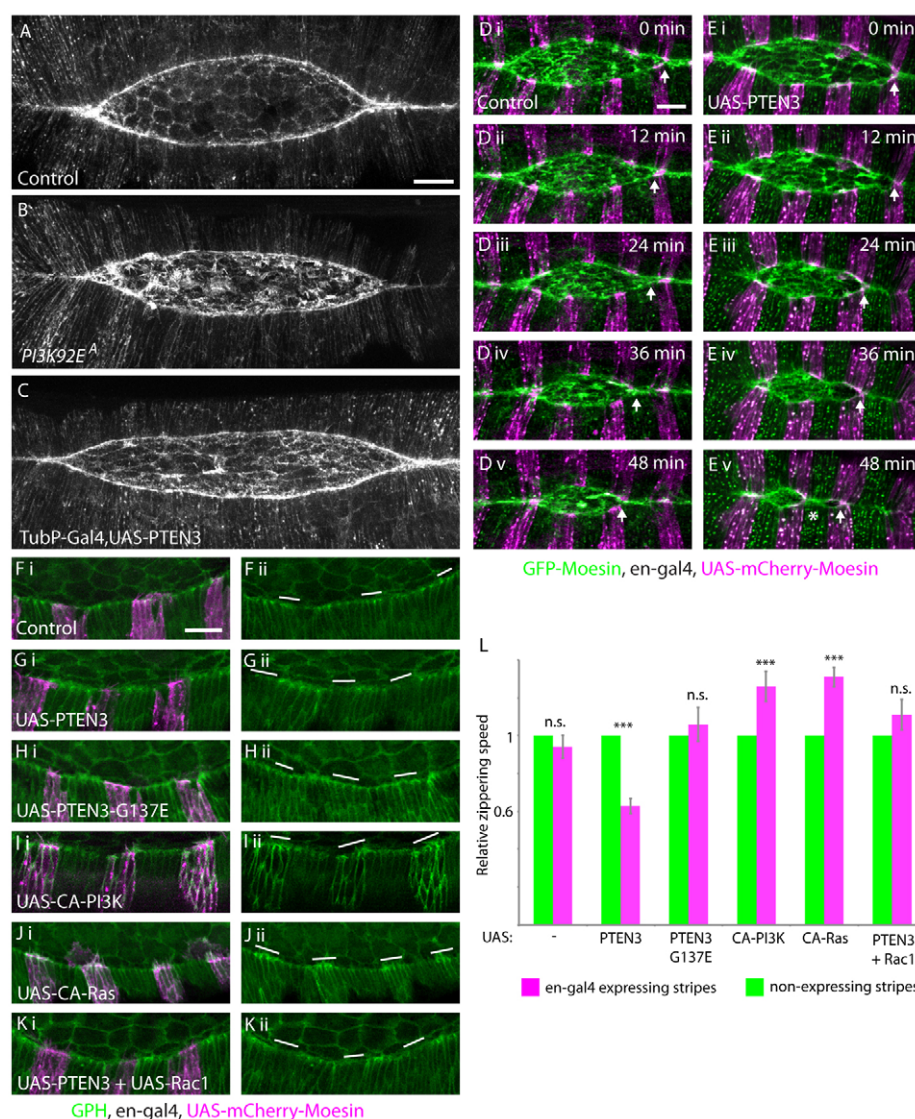 A
Control
B
PI3K92E A
C
TubP-Gal4,UAS-PTEN3
D i
0 min
Control
D ii
12 min
D iii
24 min
D iv
36 min
D v
48 min
E i
0 min
UAS-PTEN3
E ii
12 min
E iii
24 min
E iv
36 min
E v
48 min
*
GFP-Moesin, en-gal4, UAS-mCherry-Moesin
F i
Control
F ii
G i
UAS-PTEN3
G ii
H i
UAS-PTEN3-G137E
H ii
I i
UAS-CA-PI3K
I ii
J i
UAS-CA-Ras
J ii
K i
UAS-PTEN3 + UAS-Rac1
K ii
GPH, en-gal4, UAS-mCherry-Moesin
L
Relative zippering speed
1
0.6
n.s.
***
n.s.
***
***
n.s.
UAS:
-
PTEN3
PTEN3
G137E
CA-PI3K
CA-Ras
PTEN3
+ Rac1
en-gal4 expressing stripes
non-expressing stripes